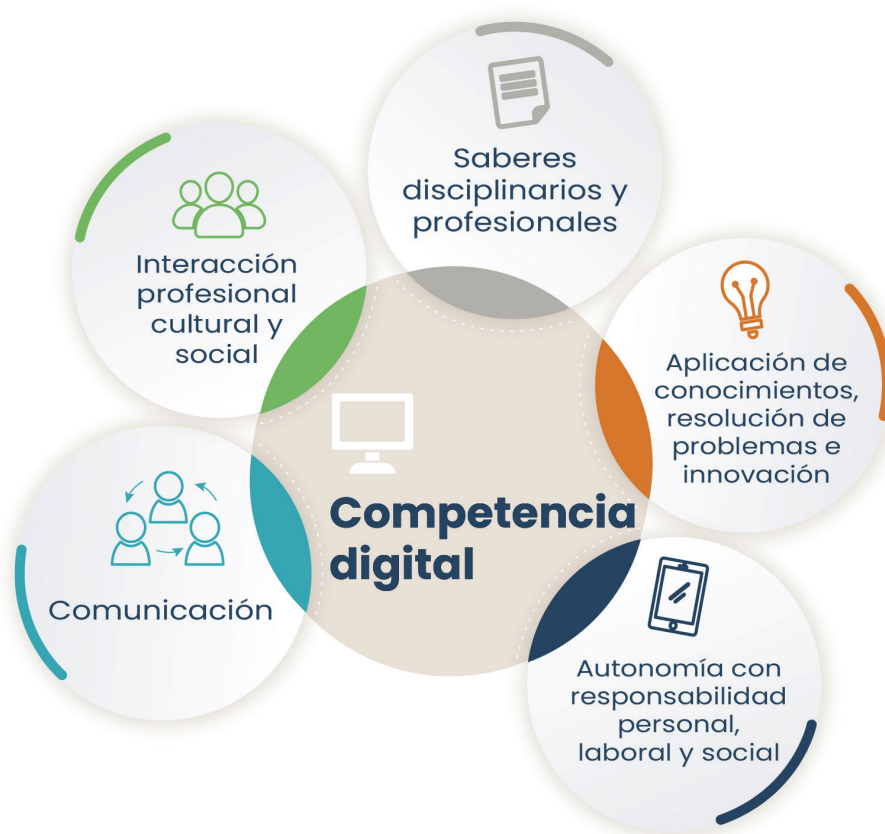 Saberes
disciplinarios y
profesionales
Interacción
profesional
cultural y
social
Aplicación de
conocimientos,
resolución de
problemas e
innovación
Competencia
digital
Comunicación
Autonomía con
responsabilidad
personal,
laboral y social